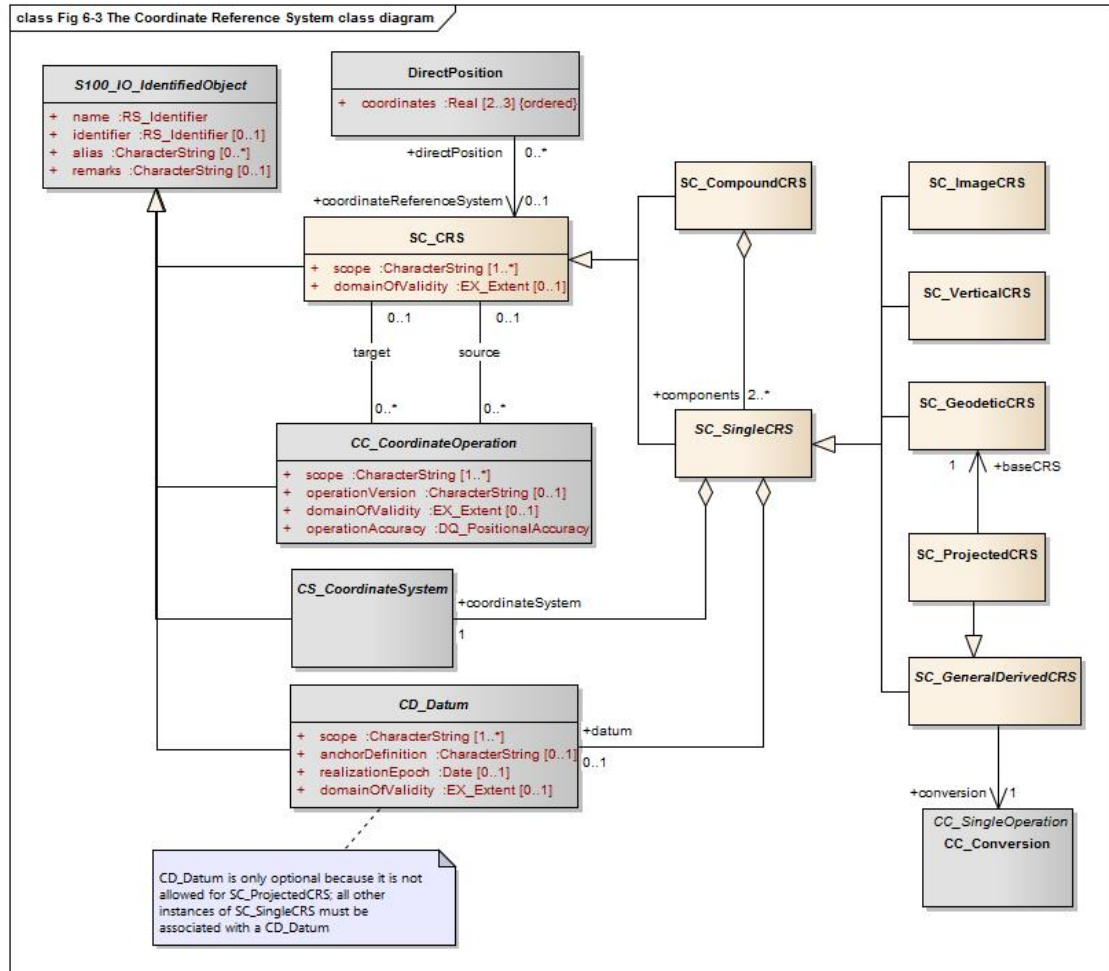 class Fig 6-3 The Coordinate Reference System class diagram
S100_IO_IdentifiedObject
+ name :RS_Identifier
+ identifier :RS_Identifier [0..1]
+ alias :CharacterString [0..*]
+ remarks :CharacterString [0..1]
DirectPosition
+ coordinates :Real [2..3] {ordered}
+directPosition 0..*
+coordinateReferenceSystem 0..1
SC_CRS
+ scope :CharacterString [1..*]
+ domainOfValidity :EX_Extent [0..1]
0..1 0..1
target source
0..* 0..*
CC_CoordinateOperation
+ scope :CharacterString [1..*]
+ operationVersion :CharacterString [0..1]
+ domainOfValidity :EX_Extent [0..1]
+ operationAccuracy :DQ_PositionalAccuracy
CS_CoordinateSystem
+coordinateSystem
1
CD_Datum
+ scope :CharacterString [1..*]
+ anchorDefinition :CharacterString [0..1]
+ realizationEpoch :Date [0..1]
+ domainOfValidity :EX_Extent [0..1]
+datum
0..1
CD_Datum is only optional because it is not
allowed for SC_ProjectedCRS; all other
instances of SC_SingleCRS must be
associated with a CD_Datum
SC_CompoundCRS
+components 2..*
SC_SingleCRS
SC_ImageCRS
SC_VerticalCRS
SC_GeodeticCRS
1 +baseCRS
SC_ProjectedCRS
SC_GeneralDerivedCRS
+conversion 1
CC_SingleOperation
CC_Conversion